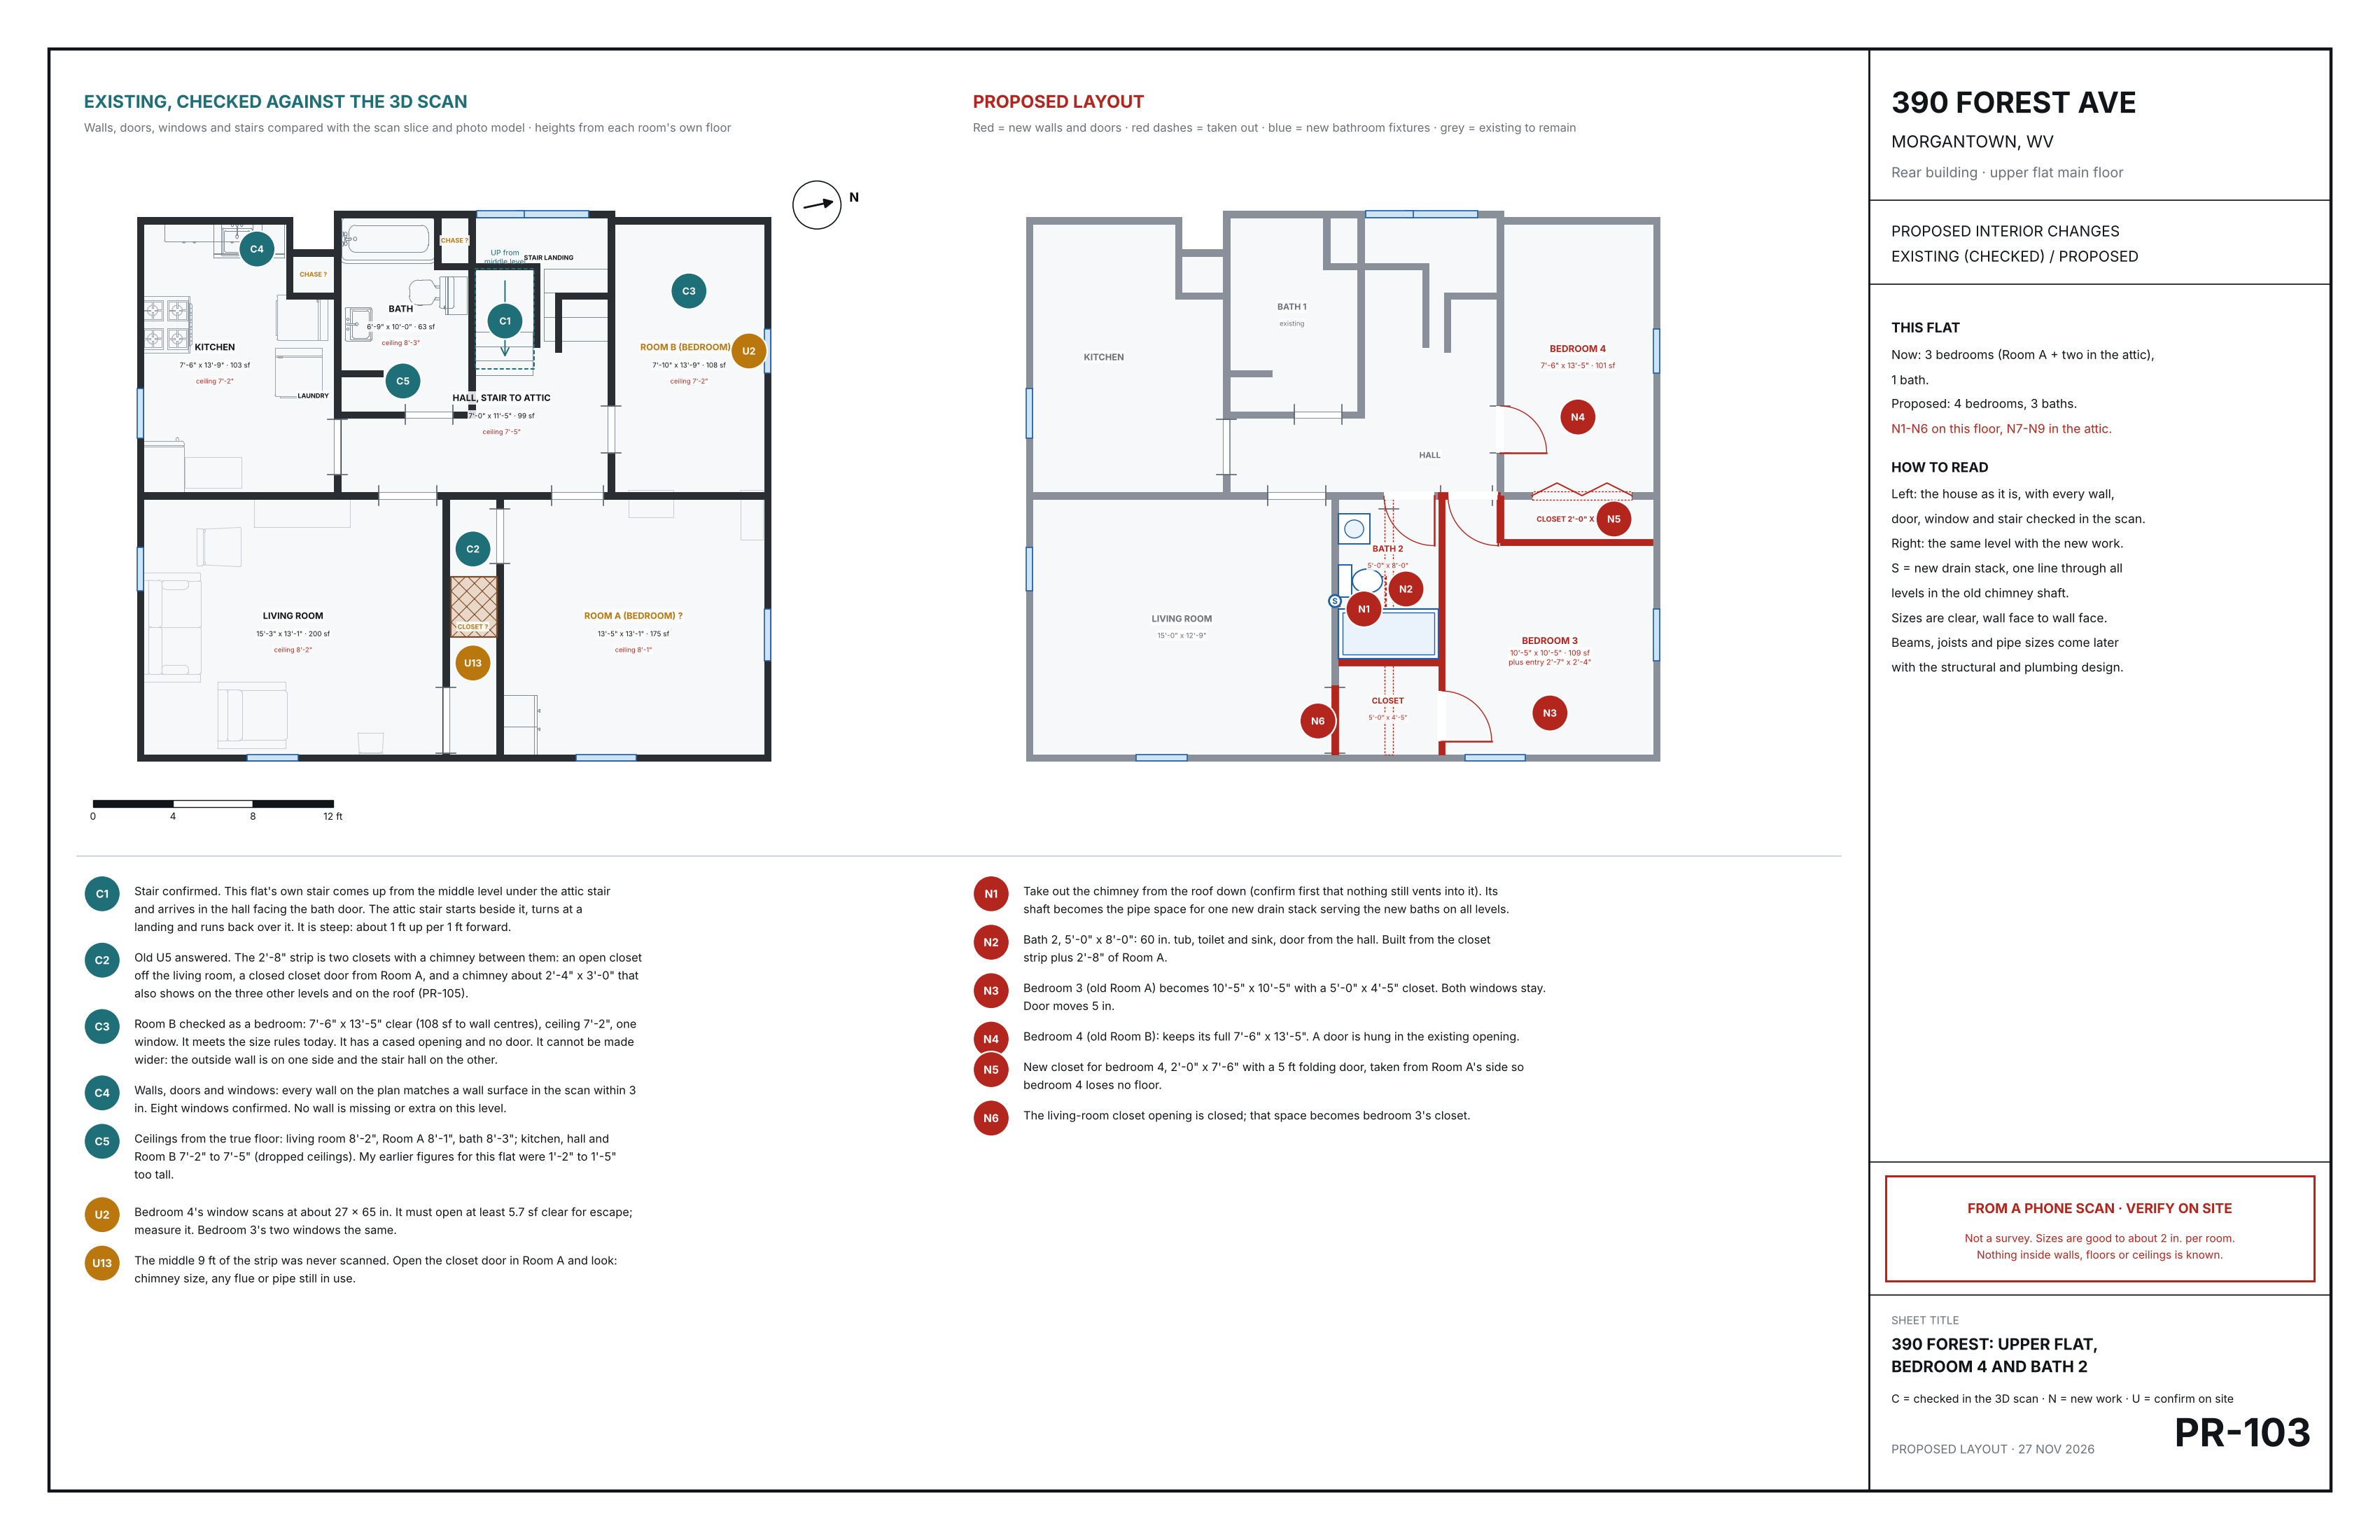 EXISTING, CHECKED AGAINST THE 3D SCAN
Walls, doors, windows and stairs compared with the scan slice and photo model · heights from each room's own floor
N
CHASE ?
UP from
middle level
STAIR LANDING
C4
CHASE ?
C3
BATH
6'-9" x 10'-0" · 63 sf
ceiling 8'-3"
C1
KITCHEN
7'-6" x 13'-9" · 103 sf
ceiling 7'-2"
ROOM B (BEDROOM)
U2
7'-10" x 13'-9" · 108 sf
ceiling 7'-2"
C5
LAUNDRY
HALL, STAIR TO ATTIC
7'-0" x 11'-5" · 99 sf
ceiling 7'-5"
C2
LIVING ROOM
15'-3" x 13'-1" · 200 sf
ceiling 8'-2"
CLOSET ?
U13
ROOM A (BEDROOM) ?
13'-5" x 13'-1" · 175 sf
ceiling 8'-1"
0 4 8 12 ft
PROPOSED LAYOUT
Red = new walls and doors · red dashes = taken out · blue = new bathroom fixtures · grey = existing to remain
BATH 1
existing
KITCHEN
BEDROOM 4
7'-6" x 13'-5" · 101 sf
N4
HALL
CLOSET 2'-0" X
N5
BATH 2
5'-0" x 8'-0"
N2
S
N1
LIVING ROOM
15'-0" x 12'-9"
BEDROOM 3
10'-5" x 10'-5" · 109 sf
plus entry 2'-7" x 2'-4"
CLOSET
5'-0" x 4'-5"
N6
N3
C1 Stair confirmed. This flat's own stair comes up from the middle level under the attic stair
and arrives in the hall facing the bath door. The attic stair starts beside it, turns at a
landing and runs back over it. It is steep: about 1 ft up per 1 ft forward.
C2 Old U5 answered. The 2'-8" strip is two closets with a chimney between them: an open closet
off the living room, a closed closet door from Room A, and a chimney about 2'-4" x 3'-0" that
also shows on the three other levels and on the roof (PR-105).
C3 Room B checked as a bedroom: 7'-6" x 13'-5" clear (108 sf to wall centres), ceiling 7'-2", one
window. It meets the size rules today. It has a cased opening and no door. It cannot be made
wider: the outside wall is on one side and the stair hall on the other.
C4 Walls, doors and windows: every wall on the plan matches a wall surface in the scan within 3
in. Eight windows confirmed. No wall is missing or extra on this level.
C5 Ceilings from the true floor: living room 8'-2", Room A 8'-1", bath 8'-3"; kitchen, hall and
Room B 7'-2" to 7'-5" (dropped ceilings). My earlier figures for this flat were 1'-2" to 1'-5"
too tall.
U2 Bedroom 4's window scans at about 27 × 65 in. It must open at least 5.7 sf clear for escape;
measure it. Bedroom 3's two windows the same.
U13 The middle 9 ft of the strip was never scanned. Open the closet door in Room A and look:
chimney size, any flue or pipe still in use.
N1 Take out the chimney from the roof down (confirm first that nothing still vents into it). Its
shaft becomes the pipe space for one new drain stack serving the new baths on all levels.
N2 Bath 2, 5'-0" x 8'-0": 60 in. tub, toilet and sink, door from the hall. Built from the closet
strip plus 2'-8" of Room A.
N3 Bedroom 3 (old Room A) becomes 10'-5" x 10'-5" with a 5'-0" x 4'-5" closet. Both windows stay.
Door moves 5 in.
N4 Bedroom 4 (old Room B): keeps its full 7'-6" x 13'-5". A door is hung in the existing opening.
N5 New closet for bedroom 4, 2'-0" x 7'-6" with a 5 ft folding door, taken from Room A's side so
bedroom 4 loses no floor.
N6 The living-room closet opening is closed; that space becomes bedroom 3's closet.
390 FOREST AVE
MORGANTOWN, WV
Rear building · upper flat main floor
PROPOSED INTERIOR CHANGES
EXISTING (CHECKED) / PROPOSED
THIS FLAT
Now: 3 bedrooms (Room A + two in the attic),
1 bath.
Proposed: 4 bedrooms, 3 baths.
N1-N6 on this floor, N7-N9 in the attic.
HOW TO READ
Left: the house as it is, with every wall,
door, window and stair checked in the scan.
Right: the same level with the new work.
S = new drain stack, one line through all
levels in the old chimney shaft.
Sizes are clear, wall face to wall face.
Beams, joists and pipe sizes come later
with the structural and plumbing design.
FROM A PHONE SCAN · VERIFY ON SITE
Not a survey. Sizes are good to about 2 in. per room.
Nothing inside walls, floors or ceilings is known.
SHEET TITLE
390 FOREST: UPPER FLAT,
BEDROOM 4 AND BATH 2
C = checked in the 3D scan · N = new work · U = confirm on site
PROPOSED LAYOUT · 27 NOV 2026
PR-103